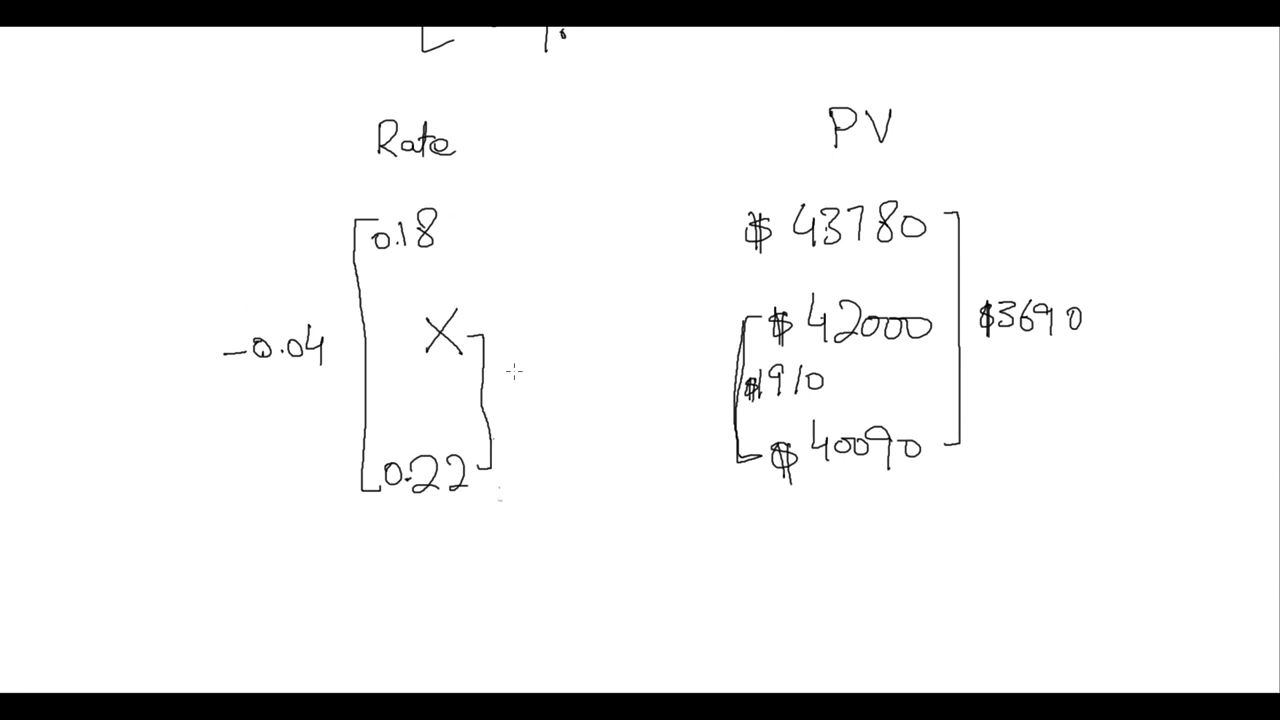 Rate PV
0.18 $ 43780
X $ 42000 $3690
-0.04 $1910
0.22 $ 40090